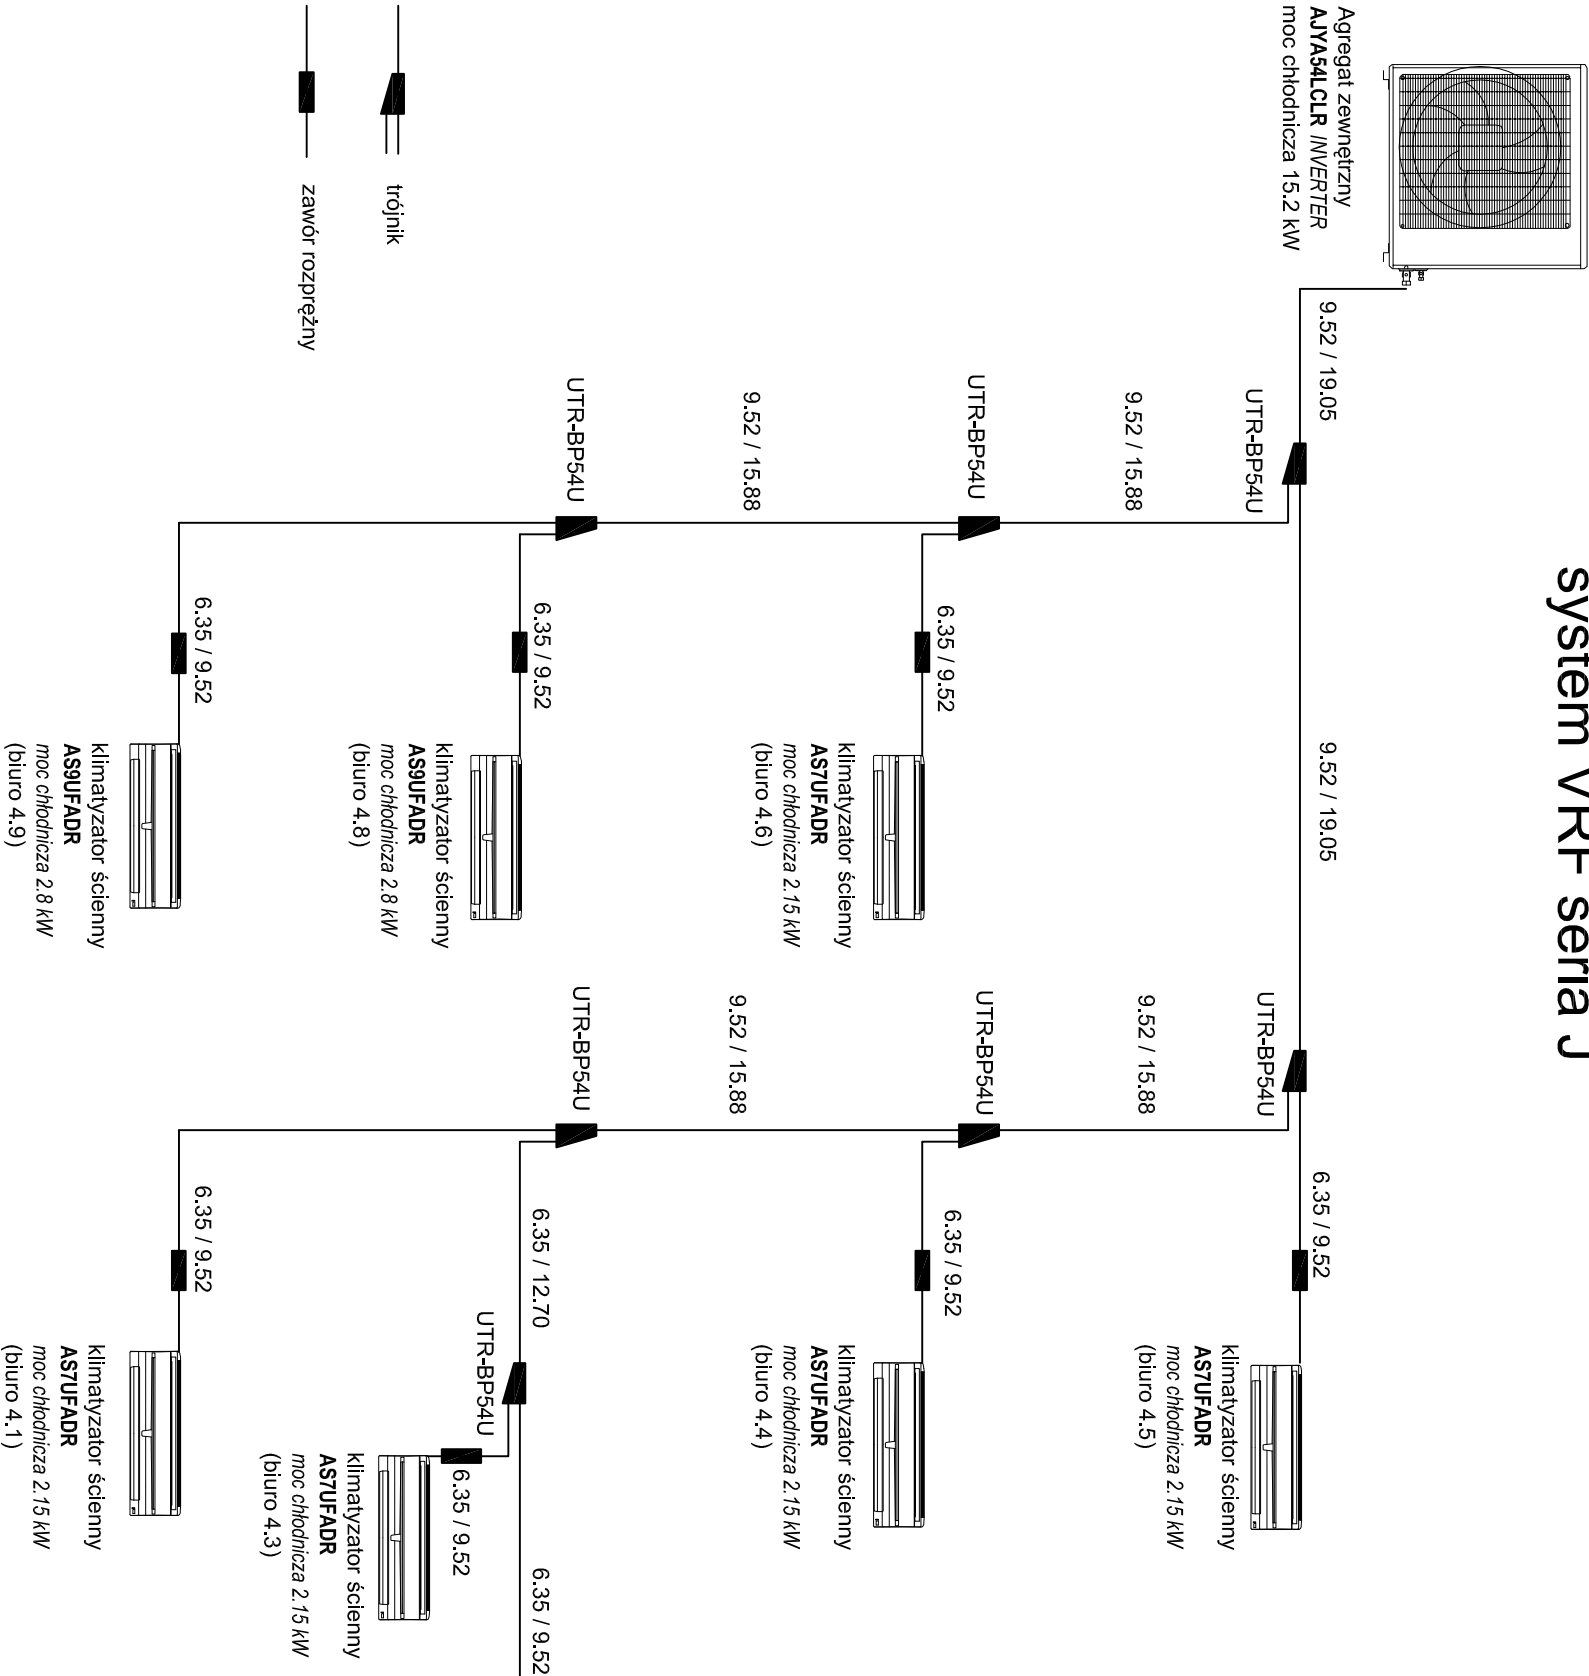 system VRF seria J
Agregat zewnętrzny
AJYA54LCLR INVERTER
moc chłodnicza 15.2 kW
9.52 / 19.05
UTR-BP54U
9.52 / 19.05
UTR-BP54U
6.35 / 9.52
klimatyzator ścienny
AS7UFADR
moc chłodnicza 2.15 kW
(biuro 4.5)
9.52 / 15.88
UTR-BP54U
6.35 / 9.52
klimatyzator ścienny
AS7UFADR
moc chłodnicza 2.15 kW
(biuro 4.6)
9.52 / 15.88
UTR-BP54U
6.35 / 9.52
klimatyzator ścienny
AS7UFADR
moc chłodnicza 2.15 kW
(biuro 4.4)
9.52 / 15.88
UTR-BP54U
6.35 / 9.52
klimatyzator ścienny
AS9UFADR
moc chłodnicza 2.8 kW
(biuro 4.8)
9.52 / 15.88
UTR-BP54U
6.35 / 12.70
UTR-BP54U
6.35 / 9.52
6.35 / 9.52
klimatyzator ścienny
AS7UFADR
moc chłodnicza 2.15 kW
(biuro 4.3)
6.35 / 9.52
klimatyzator ścienny
AS9UFADR
moc chłodnicza 2.8 kW
(biuro 4.9)
6.35 / 9.52
klimatyzator ścienny
AS7UFADR
moc chłodnicza 2.15 kW
(biuro 4.1)
trójnik
zawór rozprężny